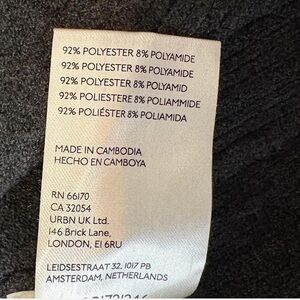 92% POLYESTER 8% POLYAMIDE
92% POLYESTER 8% POLYAMIDE
92% POLYESTER 8% POLYAMID
92% POLIESTERE 8% POLIAMMIDE
92% POLIÉSTER 8% POLIAMIDA
MADE IN CAMBODIA
HECHO EN CAMBOYA
RN 66170
CA 32054
URBN UK Ltd.
146 Brick Lane,
LONDON, E1 6RU
LEIDSESTRAAT 32, 1017 PB
AMSTERDAM, NETHERLANDS